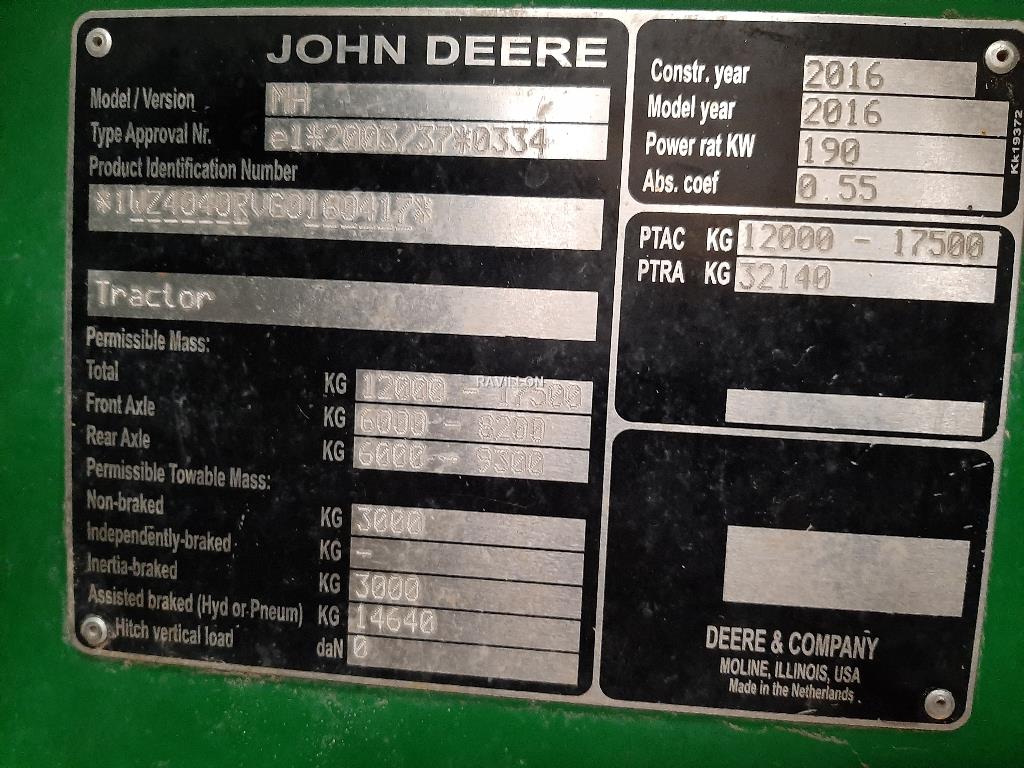 JOHN DEERE
Model / Version MH
Type Approval Nr. e1*2003/37*0334
Product Identification Number
*1WZ4040RVG0160417*
Tractor
Permissible Mass:
Total KG 12000 - 17500
Front Axle KG 6000 - 8200
Rear Axle KG 6000 - 9300
Permissible Towable Mass:
Non-braked KG 3000
Independently-braked KG -
Inertia-braked KG 3000
Assisted braked (Hyd or Pneum) KG 14640
Hitch vertical load daN 0
Constr. year 2016
Model year 2016
Power rat KW 190
Abs. coef 0.55
Kk19372
PTAC KG 12000 - 17500
PTRA KG 32140
DEERE & COMPANY
MOLINE, ILLINOIS, USA
Made in the Netherlands
RAVIN-ON